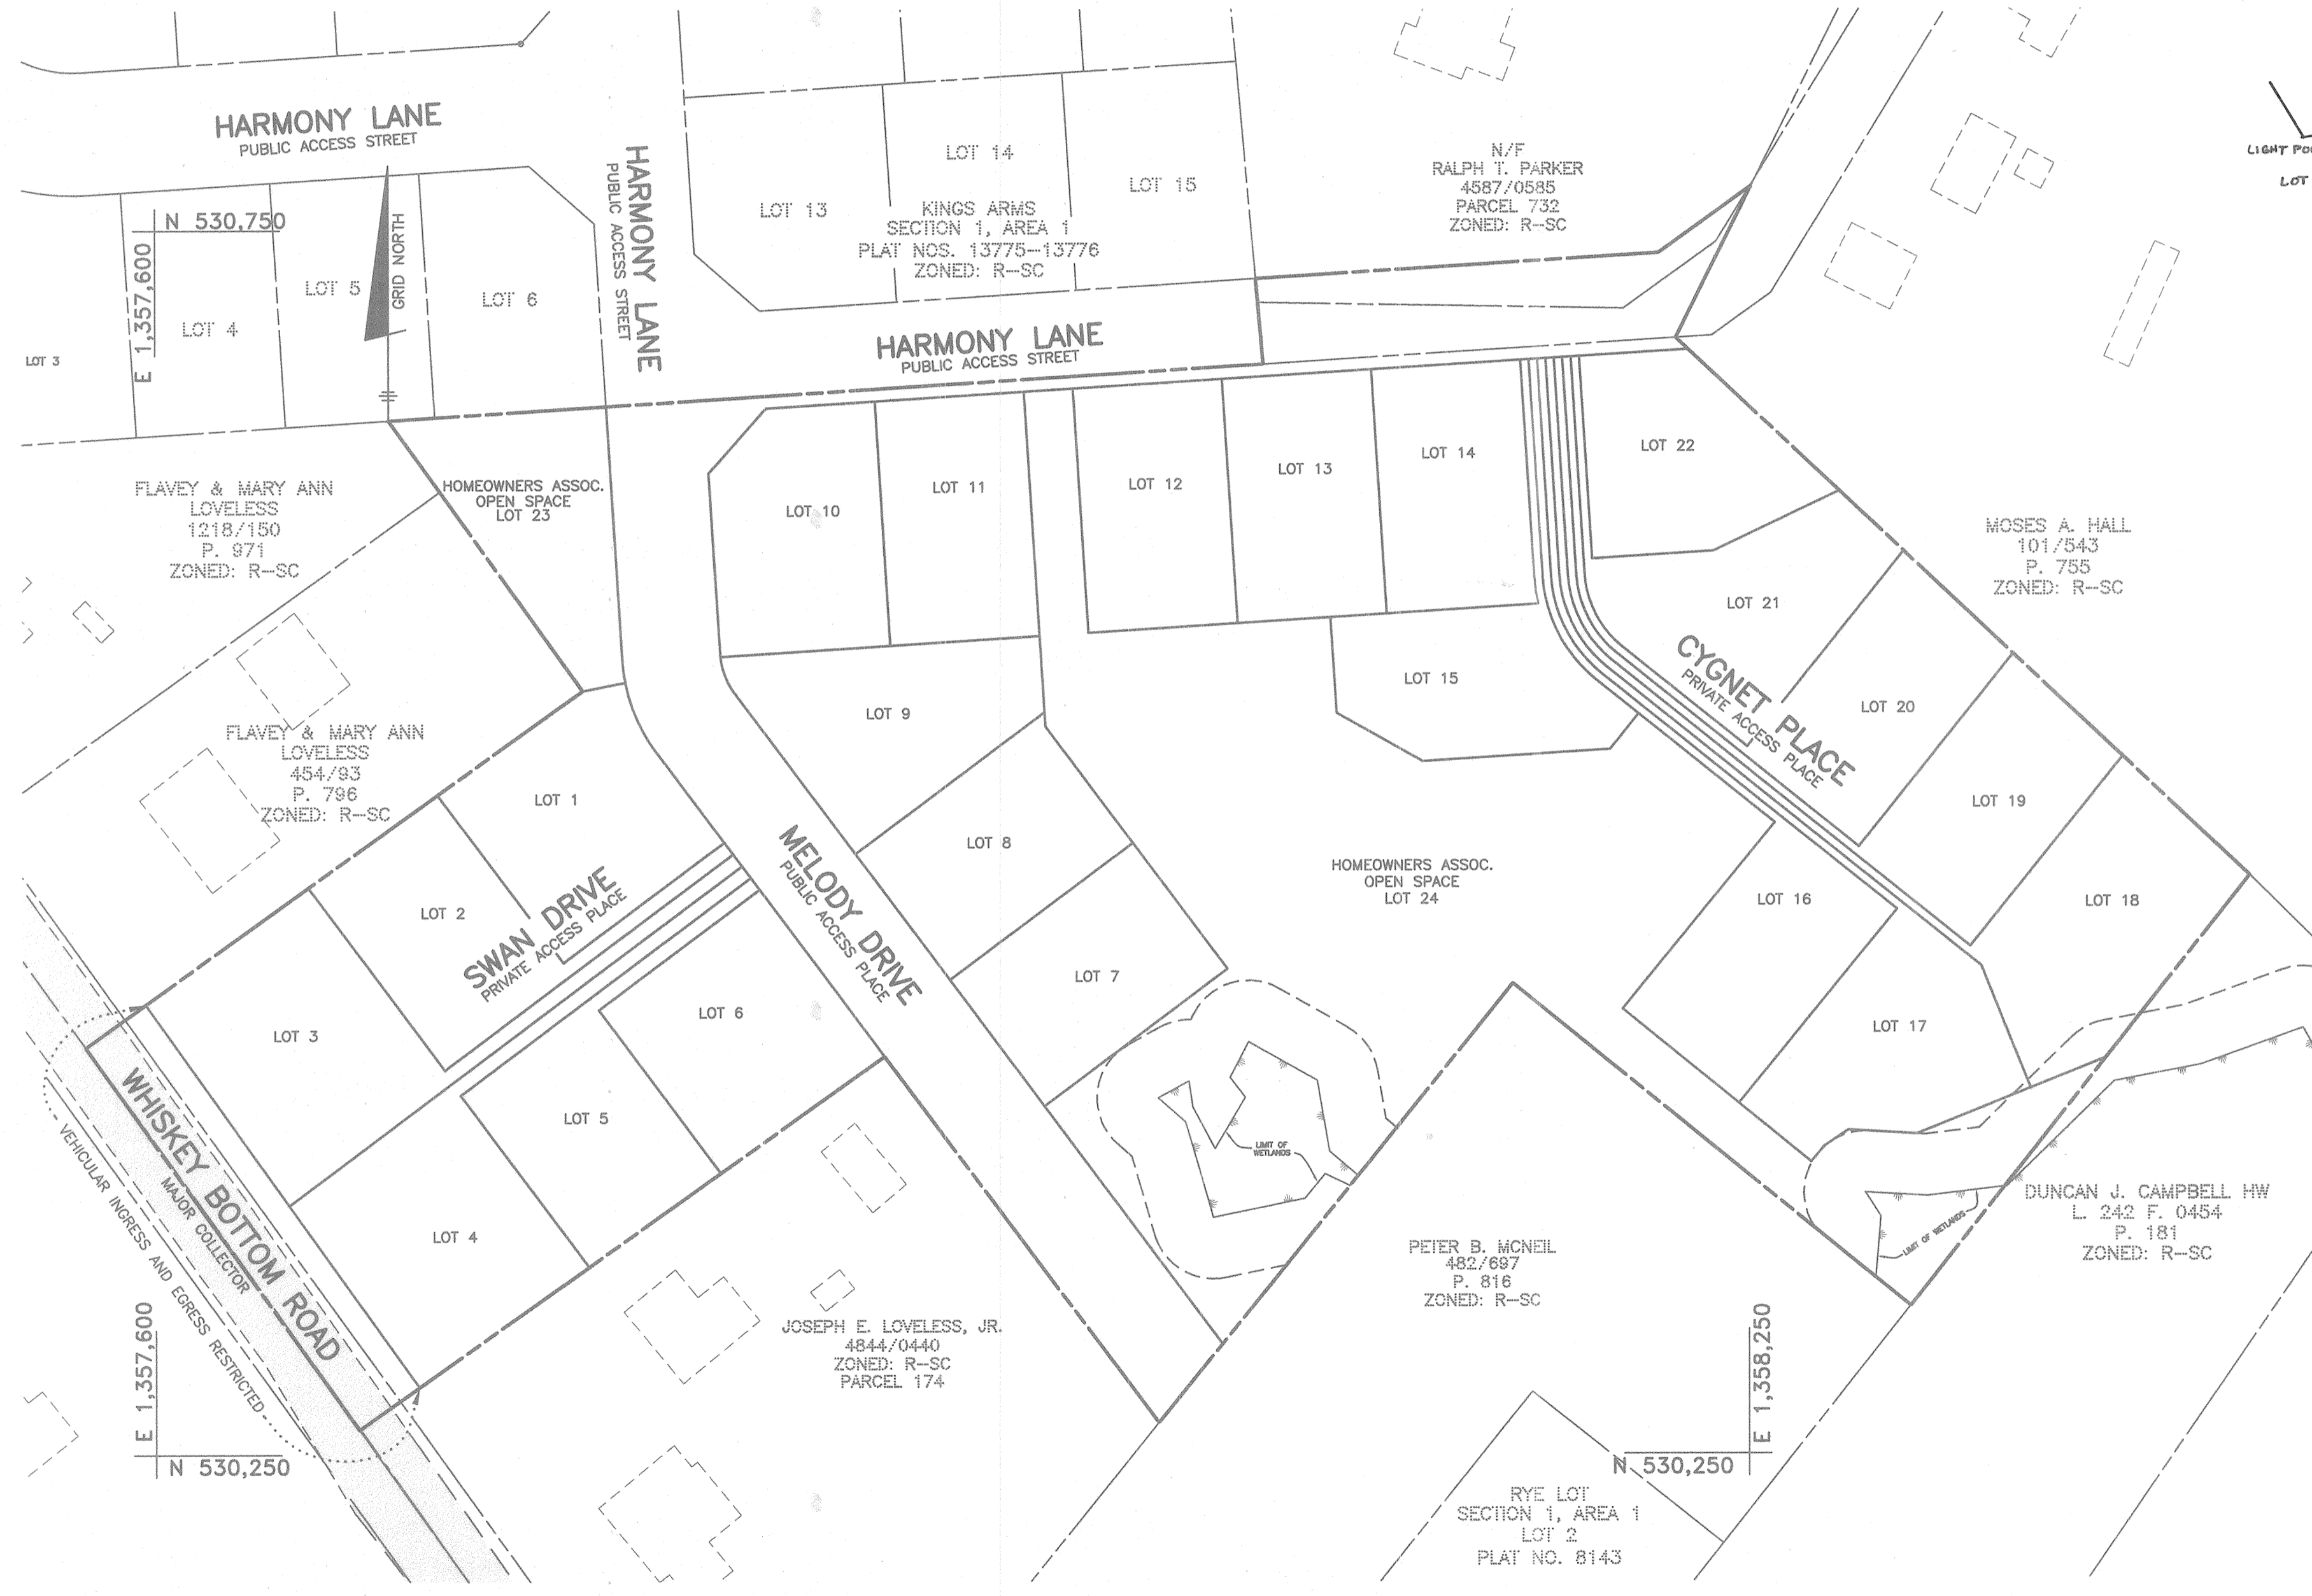 HARMONY LANE
PUBLIC ACCESS STREET
HARMONY LANE
PUBLIC ACCESS STREET
LOT 14
LOT 13
LOT 15
KINGS ARMS
SECTION 1, AREA 1
PLAT NOS. 13775-13776
ZONED: R-SC
N/F
RALPH T. PARKER
4587/0585
PARCEL 732
ZONED: R-SC
LOT
N 530,750
E 1,357,600
GRID NORTH
LOT 3
LOT 4
LOT 5
LOT 6
HARMONY LANE
PUBLIC ACCESS STREET
FLAVEY & MARY ANN
LOVELESS
1218/150
P. 971
ZONED: R-SC
HOMEOWNERS ASSOC.
OPEN SPACE
LOT 23
LOT 10
LOT 11
LOT 12
LOT 13
LOT 14
LOT 22
MOSES A. HALL
101/543
P. 755
ZONED: R-SC
LOT 21
LOT 15
CYGNET PLACE
PRIVATE ACCESS PLACE
LOT 20
LOT 9
FLAVEY & MARY ANN
LOVELESS
454/93
P. 796
ZONED: R-SC
LOT 1
LOT 19
LOT 8
MELODY DRIVE
PUBLIC ACCESS PLACE
HOMEOWNERS ASSOC.
OPEN SPACE
LOT 24
LOT 16
LOT 18
LOT 2
SWAN DRIVE
PRIVATE ACCESS PLACE
LOT 7
LOT 6
LOT 17
LOT 3
LOT 5
WHISKEY BOTTOM ROAD
MAJOR COLLECTOR
VEHICULAR INGRESS AND EGRESS RESTRICTED
LIMIT OF
WETLANDS
LIMIT OF WETLANDS
LOT 4
DUNCAN J. CAMPBELL HW
L. 242 F. 0454
P. 181
ZONED: R-SC
PETER B. MCNEIL
482/697
P. 816
ZONED: R-SC
JOSEPH E. LOVELESS, JR.
4844/0440
ZONED: R-SC
PARCEL 174
E 1,357,600
N 530,250
E 1,358,250
N 530,250
RYE LOT
SECTION 1, AREA 1
LOT 2
PLAT NO. 8143